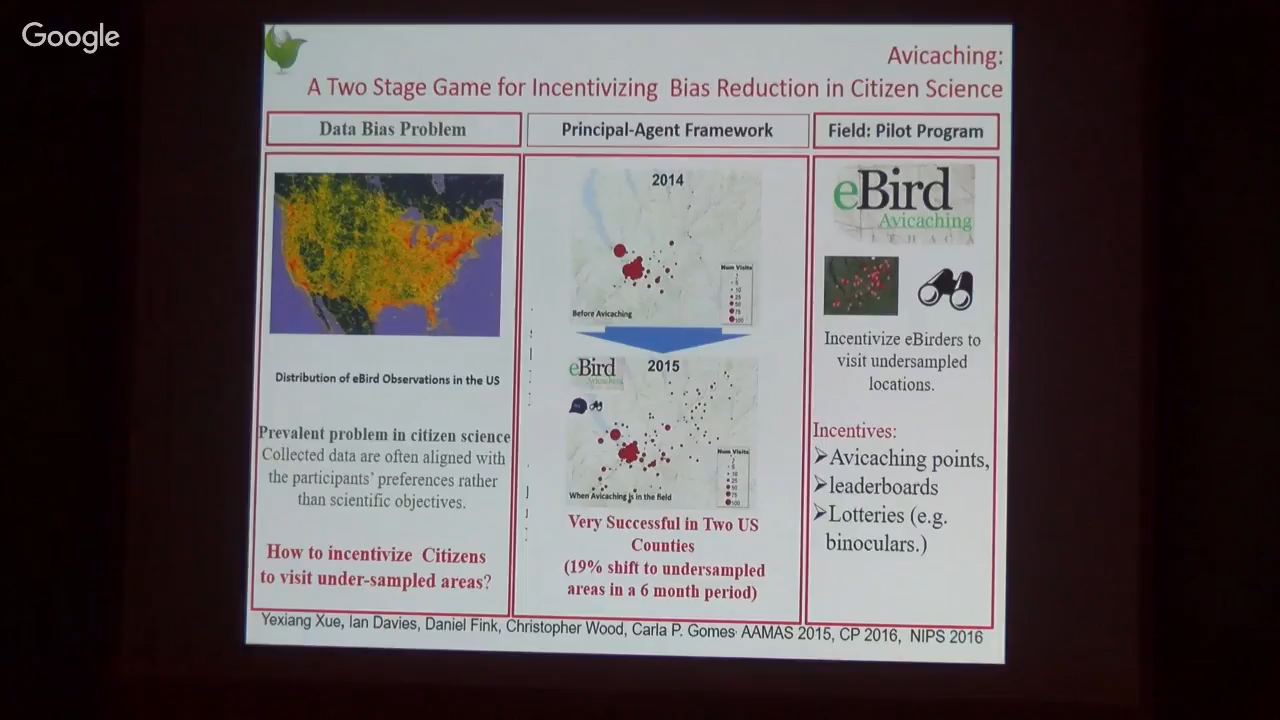 Google
Avicaching:
A Two Stage Game for Incentivizing Bias Reduction in Citizen Science
Data Bias Problem
Principal-Agent Framework
Field: Pilot Program
Distribution of eBird Observations in the US
Prevalent problem in citizen science
Collected data are often aligned with
the participants' preferences rather
than scientific objectives.
How to incentivize Citizens
to visit under-sampled areas?
2014
Num Visits
Before Avicaching
eBird
Avicaching
2015
Num Visits
When Avicaching is in the field
Very Successful in Two US
Counties
(19% shift to undersampled
areas in a 6 month period)
eBird
Avicaching
ITHACA
Incentivize eBirders to
visit undersampled
locations.
Incentives:
➢Avicaching points,
➢leaderboards
➢Lotteries (e.g.
binoculars.)
Yexiang Xue, Ian Davies, Daniel Fink, Christopher Wood, Carla P. Gomes AAMAS 2015, CP 2016, NIPS 2016